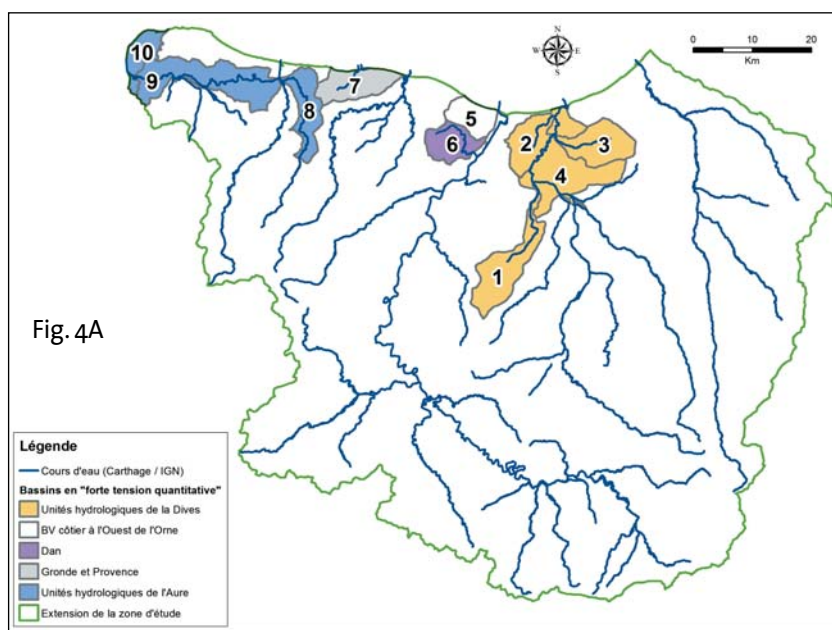 N
W
E
S
0
10
20
Km
10
9
8
7
5
6
2
3
4
1
Fig. 4A
Légende
Cours d'eau (Carthage / IGN)
Bassins en "forte tension quantitative"
Unités hydrologiques de la Dives
BV côtier à l'Ouest de l'Orne
Dan
Gronde et Provence
Unités hydrologiques de l'Aure
Extension de la zone d'étude